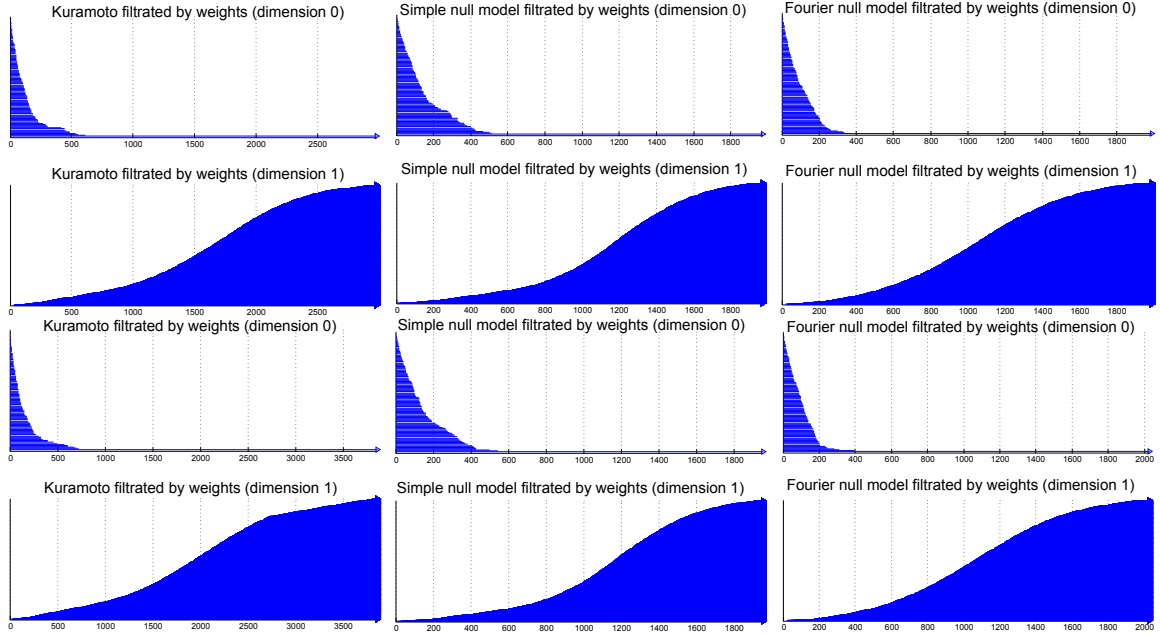 Kuramoto filtrated by weights (dimension 0)
0 500 1000 1500 2000 2500
Simple null model filtrated by weights (dimension 0)
0 200 400 600 800 1000 1200 1400 1600 1800
Fourier null model filtrated by weights (dimension 0)
0 200 400 600 800 1000 1200 1400 1600 1800
Kuramoto filtrated by weights (dimension 1)
0 500 1000 1500 2000 2500
Simple null model filtrated by weights (dimension 1)
0 200 400 600 800 1000 1200 1400 1600 1800
Fourier null model filtrated by weights (dimension 1)
0 200 400 600 800 1000 1200 1400 1600 1800
Kuramoto filtrated by weights (dimension 0)
0 500 1000 1500 2000 2500 3000 3500
Simple null model filtrated by weights (dimension 0)
0 200 400 600 800 1000 1200 1400 1600 1800
Fourier null model filtrated by weights (dimension 0)
0 200 400 600 800 1000 1200 1400 1600 1800 2000
Kuramoto filtrated by weights (dimension 1)
0 500 1000 1500 2000 2500 3000 3500
Simple null model filtrated by weights (dimension 1)
0 200 400 600 800 1000 1200 1400 1600 1800
Fourier null model filtrated by weights (dimension 1)
0 200 400 600 800 1000 1200 1400 1600 1800 2000